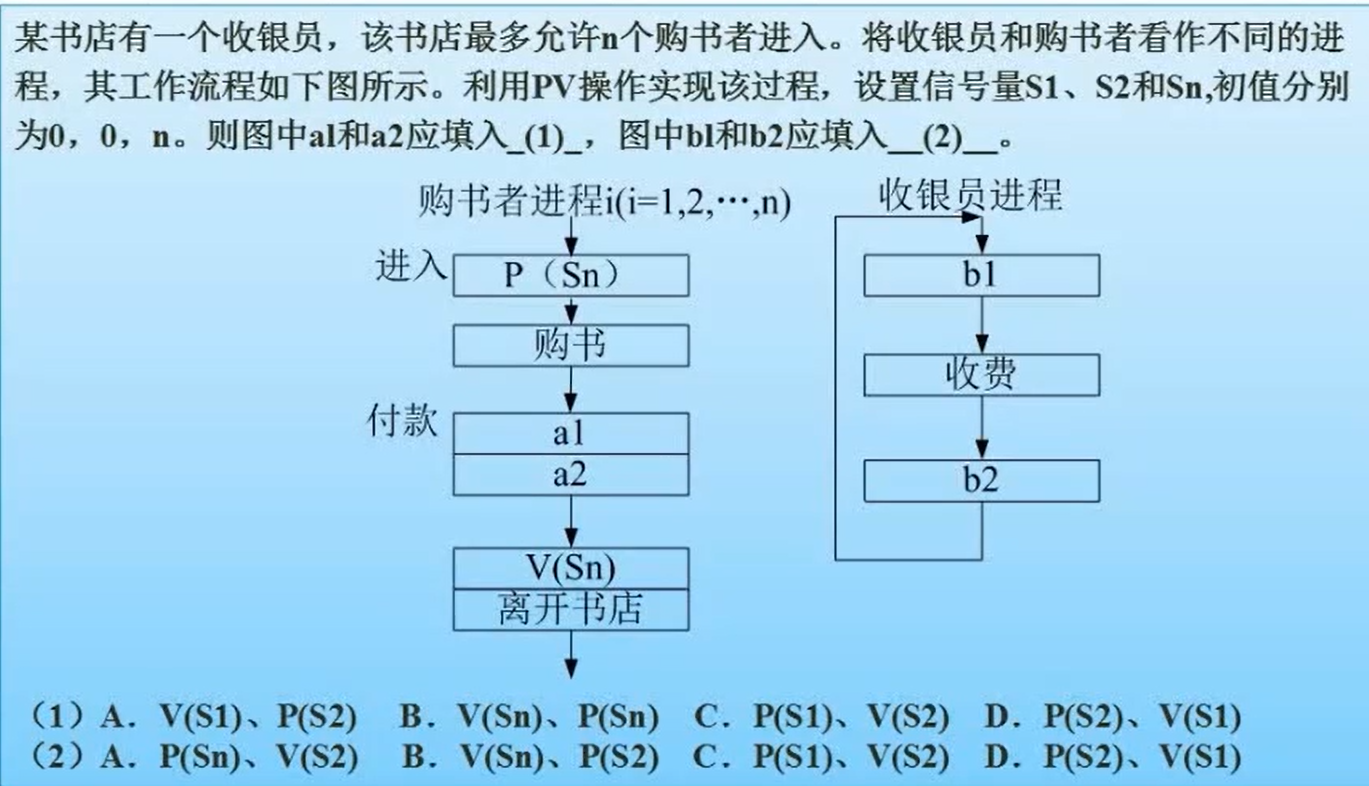 某书店有一个收银员，该书店最多允许n个购书者进入。将收银员和购书者看作不同的进
程，其工作流程如下图所示。利用PV操作实现该过程，设置信号量S1、S2和Sn,初值分别
为0，0，n。则图中al和a2应填入_(1)_，图中bl和b2应填入__(2)__。
购书者进程i(i=1,2,…,n)
收银员进程
进入
P（Sn）
b1
购书
收费
付款
a1
a2
b2
V(Sn)
离开书店
（1）A. V(S1)、P(S2) B. V(Sn)、P(Sn) C. P(S1)、V(S2) D. P(S2)、V(S1)
（2）A. P(Sn)、V(S2) B. V(Sn)、P(S2) C. P(S1)、V(S2) D. P(S2)、V(S1)